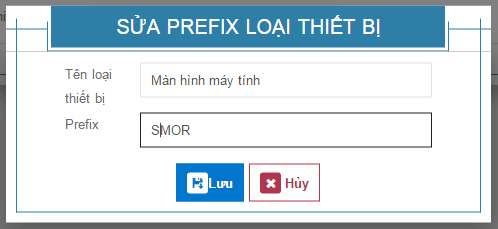 SỬA PREFIX LOẠI THIẾT BỊ
Tên loại thiết bị
Màn hình máy tính
Prefix
SMOR
Lưu
Hủy